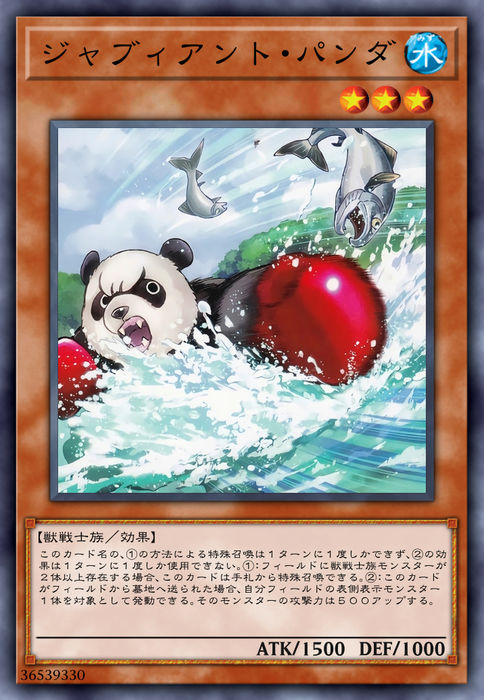 ジャブィアント・パンダ
みず
水
【獣戦士族／効果】
このカード名の、①の方法による特殊召喚は１ターンに１度しかできず、②の効
果は１ターンに１度しか使用できない。①：フィールドに獣戦士族モンスターが
２体以上存在する場合、このカードは手札から特殊召喚できる。②：このカード
がフィールドから墓地へ送られた場合、自分フィールドの表側表示モンスター
１体を対象として発動できる。そのモンスターの攻撃力は５００アップする。
ATK/1500 DEF/1000
36539330